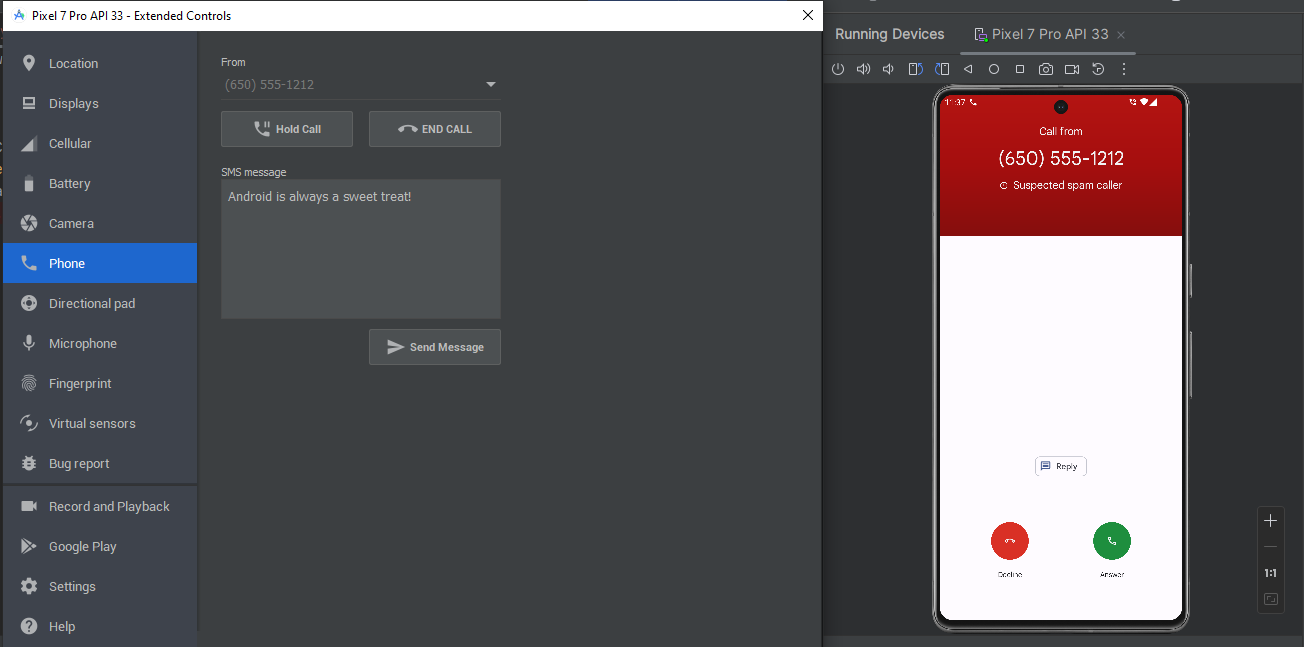 Pixel 7 Pro API 33 - Extended Controls
Location
Displays
Cellular
Battery
Camera
Phone
Directional pad
Microphone
Fingerprint
Virtual sensors
Bug report
Record and Playback
Google Play
Settings
Help
From
(650) 555-1212
Hold Call
END CALL
SMS message
Android is always a sweet treat!
Send Message
Running Devices
Pixel 7 Pro API 33
11:37
Call from
(650) 555-1212
Suspected spam caller
Reply
Decline
Answer
1:1